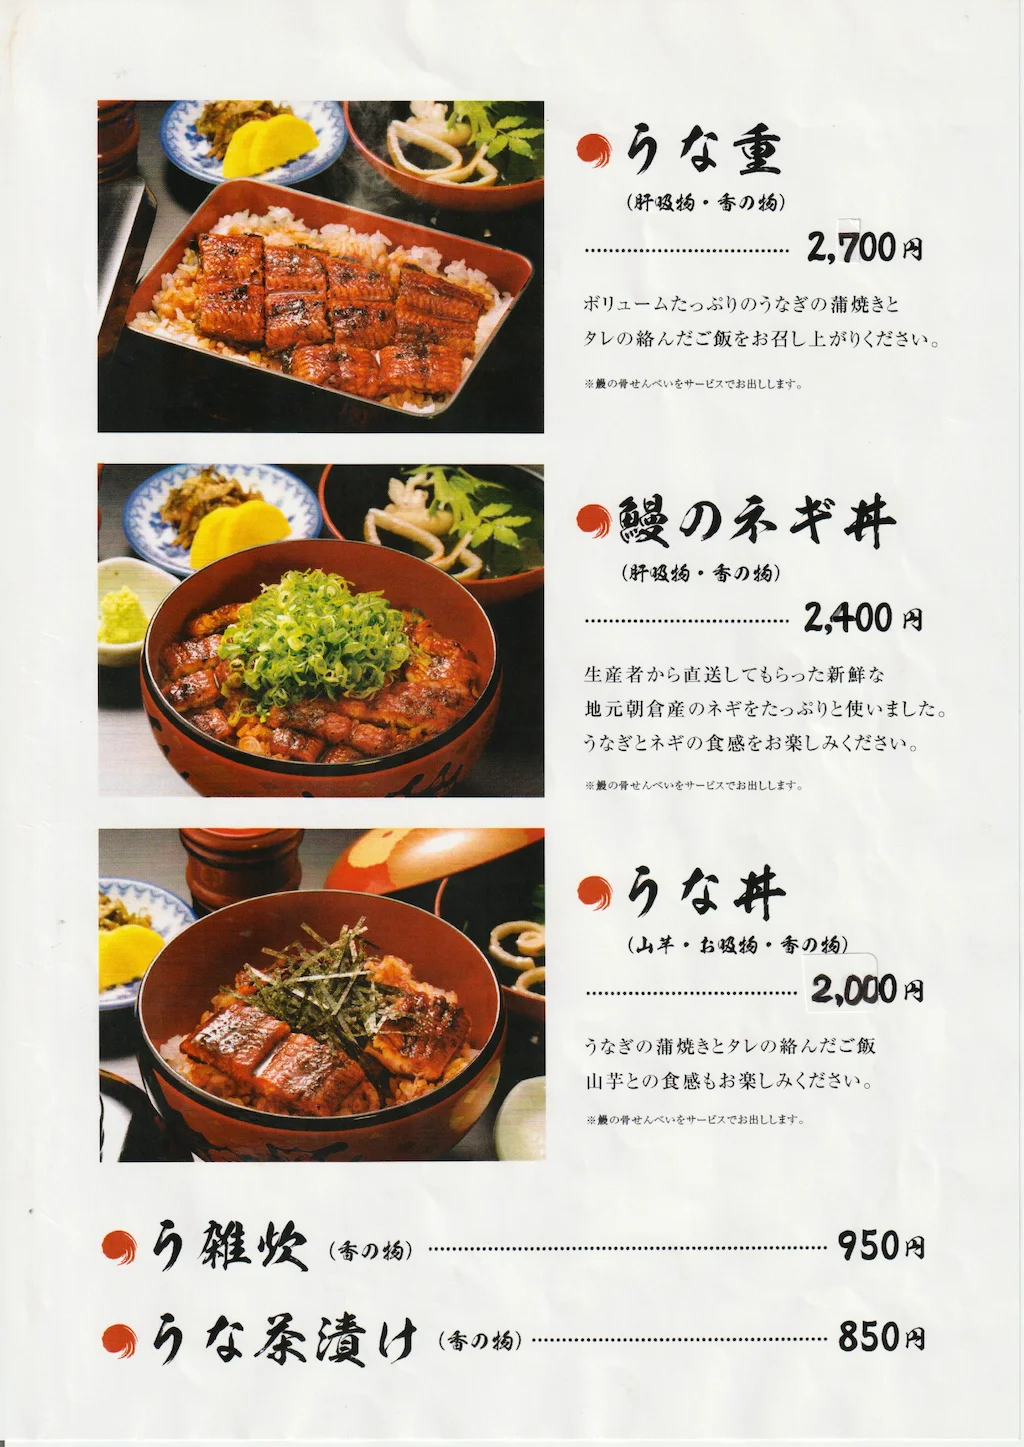 うな重
(肝吸物・香の物)
2,700円
ボリュームたっぷりのうなぎの蒲焼きと
タレの絡んだご飯をお召し上がりください。
※鰻の骨せんべいをサービスでお出しします。
鰻のネギ丼
(肝吸物・香の物)
2,400円
生産者から直送してもらった新鮮な
地元朝倉産のネギをたっぷりと使いました。
うなぎとネギの食感をお楽しみください。
※鰻の骨せんべいをサービスでお出しします。
うな丼
(山芋・お吸物・香の物)
2,000円
うなぎの蒲焼きとタレの絡んだご飯
山芋との食感もお楽しみください。
※鰻の骨せんべいをサービスでお出しします。
う雑炊(香の物) 950円
うな茶漬け(香の物) 850円